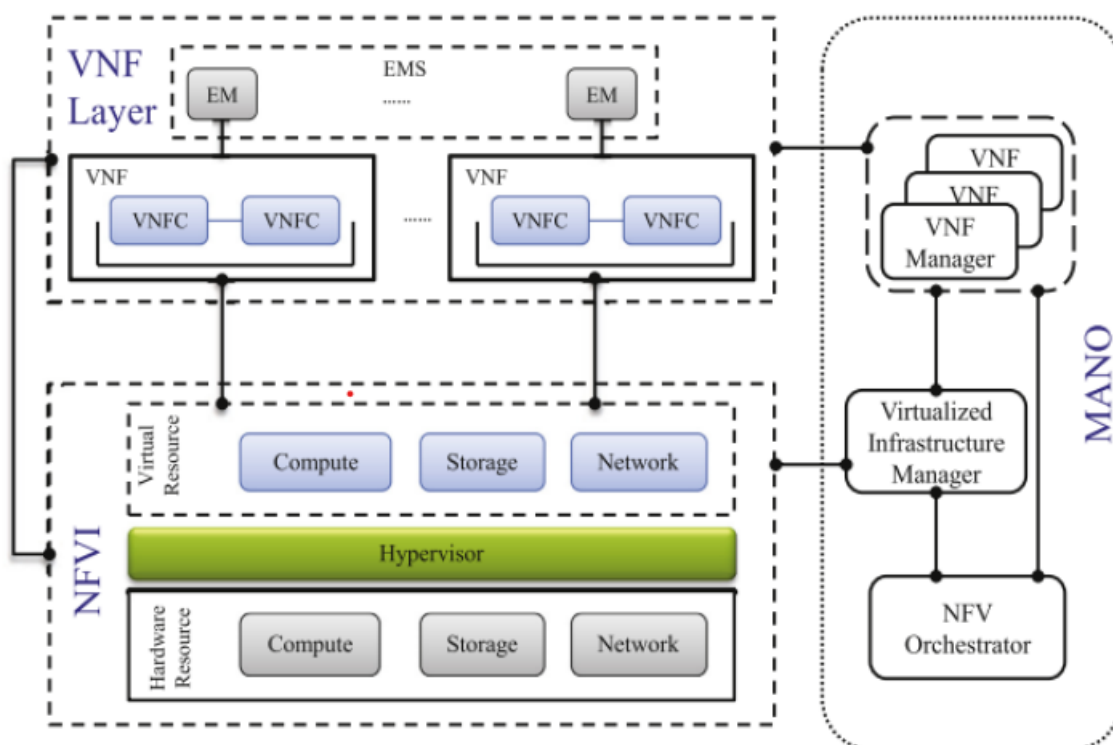 VNF
Layer
EMS
EM
......
EM
VNF
VNFC
VNFC
......
VNF
VNFC
VNFC
Virtual
Resource
Compute
Storage
Network
NFVI
Hypervisor
Hardware
Resource
Compute
Storage
Network
VNF
VNF
VNF
Manager
Virtualized
Infrastructure
Manager
NFV
Orchestrator
MANO